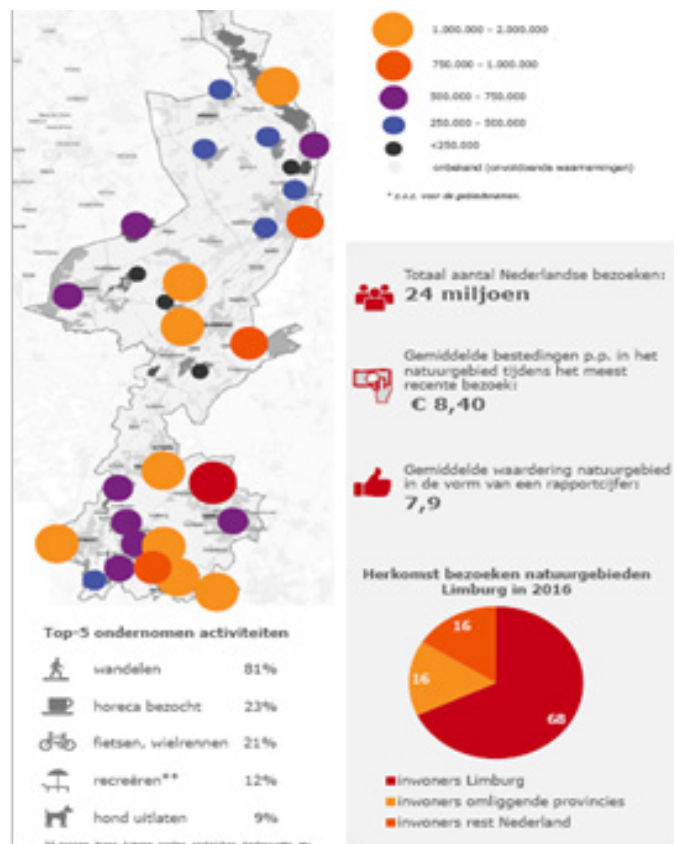 1.000.000 – 2.000.000
750.000 – 1.000.000
500.000 – 750.000
250.000 – 500.000
<250.000
onbekend (onvoldoende waarnemingen)
* z.o.z. voor de gebiedsnamen.
Totaal aantal Nederlandse bezoeken:
24 miljoen
Gemiddelde bestedingen p.p. in het
natuurgebied tijdens het meest
recente bezoek:
€ 8,40
Gemiddelde waardering natuurgebied
in de vorm van een rapportcijfer:
7,9
Herkomst bezoeken natuurgebieden
Limburg in 2016
16
16
68
inwoners Limburg
inwoners omliggende provincies
inwoners rest Nederland
Top-5 ondernomen activiteiten
wandelen 81%
horeca bezocht 23%
fietsen, wielrennen 21%
recreëren** 12%
hond uitlaten 9%